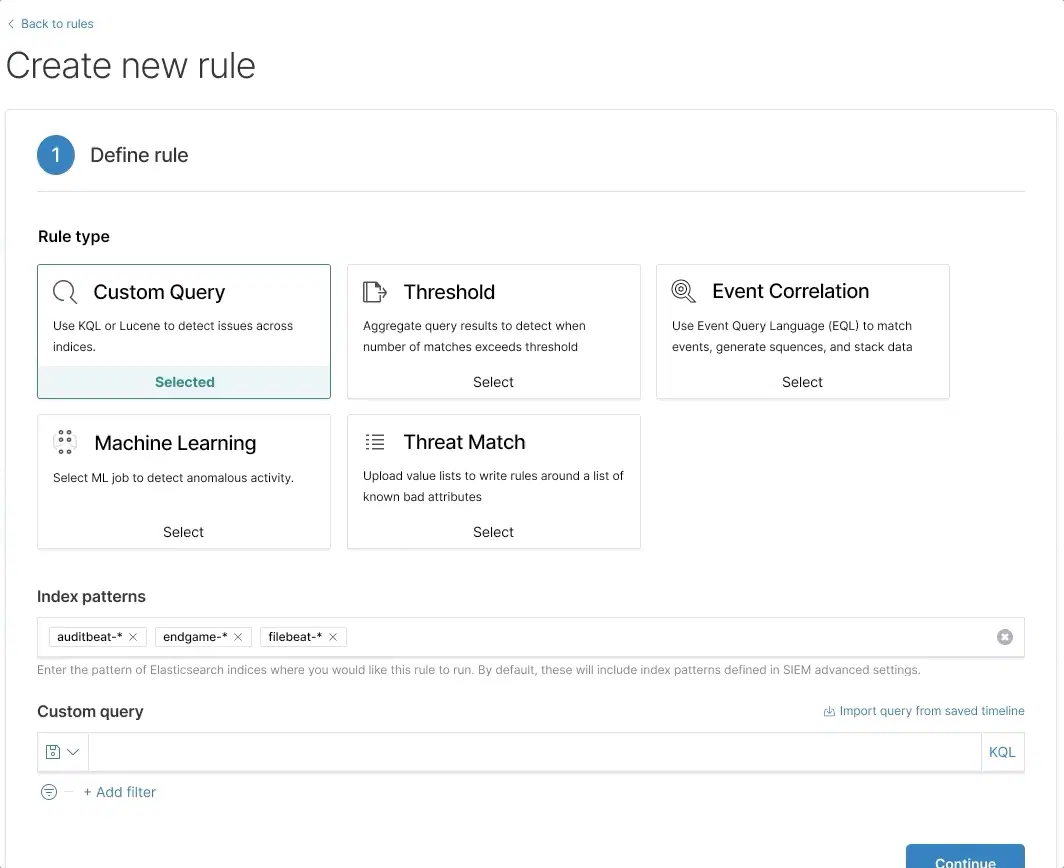 Back to rules
Create new rule
1 Define rule
Rule type
Custom Query
Use KQL or Lucene to detect issues across
indices.
Selected
Threshold
Aggregate query results to detect when
number of matches exceeds threshold
Select
Event Correlation
Use Event Query Language (EQL) to match
events, generate squences, and stack data
Select
Machine Learning
Select ML job to detect anomalous activity.
Select
Threat Match
Upload value lists to write rules around a list of
known bad attributes
Select
Index patterns
auditbeat-* endgame-* filebeat-*
Enter the pattern of Elasticsearch indices where you would like this rule to run. By default, these will include index patterns defined in SIEM advanced settings.
Custom query Import query from saved timeline
KQL
+ Add filter
Continue